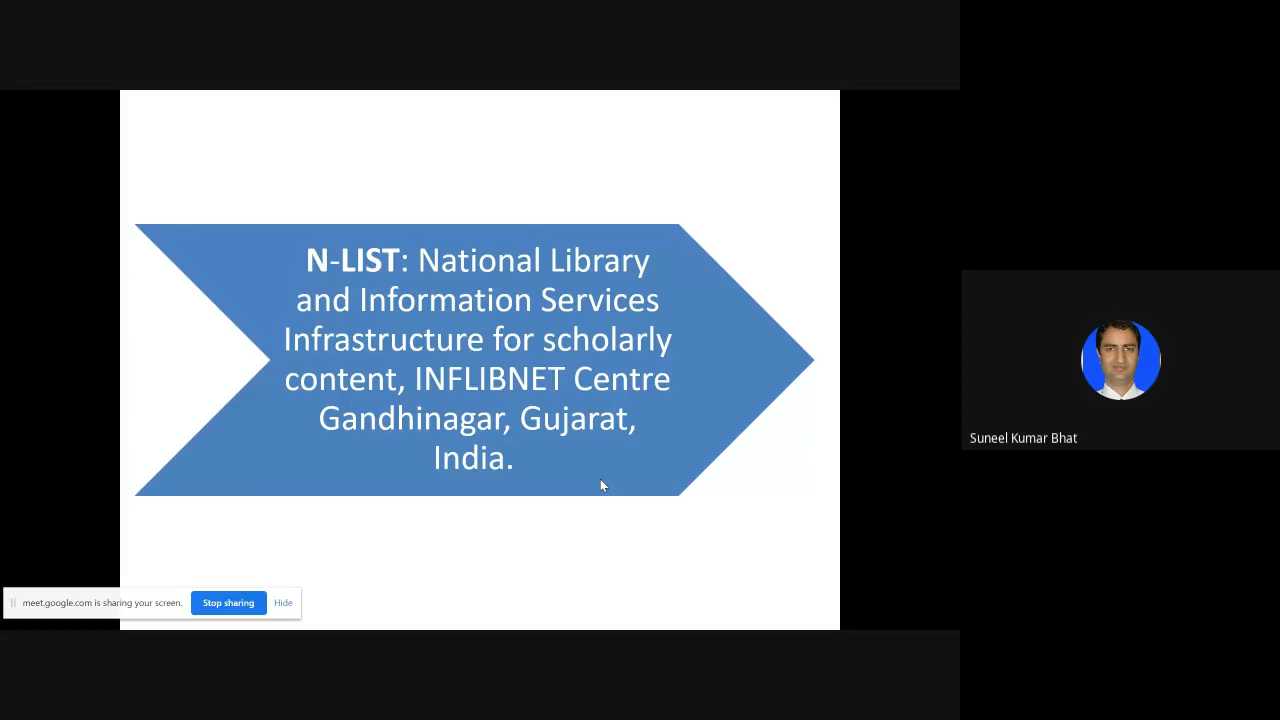 N-LIST: National Library
and Information Services
Infrastructure for scholarly
content, INFLIBNET Centre
Gandhinagar, Gujarat,
India.
Suneel Kumar Bhat
meet.google.com is sharing your screen.
Stop sharing
Hide